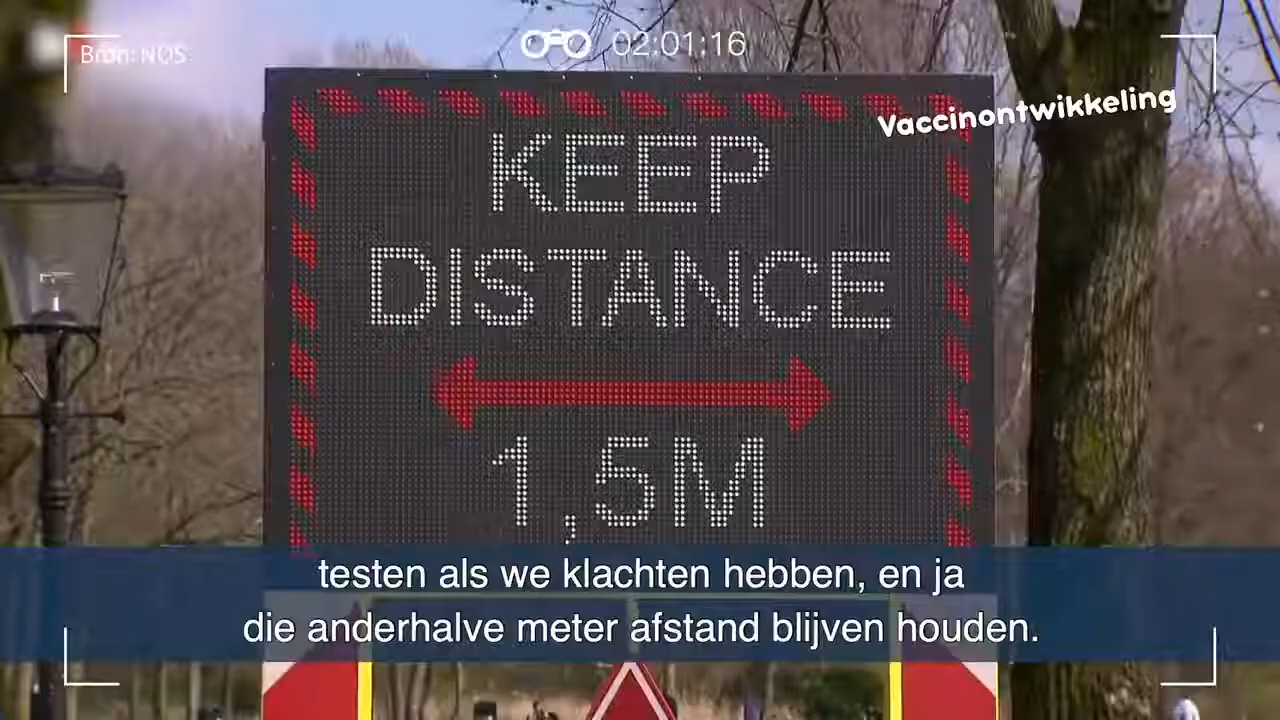 Bron: NOS
02:01:16
Vaccinontwikkeling
KEEP
DISTANCE
1,5M
testen als we klachten hebben, en ja
die anderhalve meter afstand blijven houden.